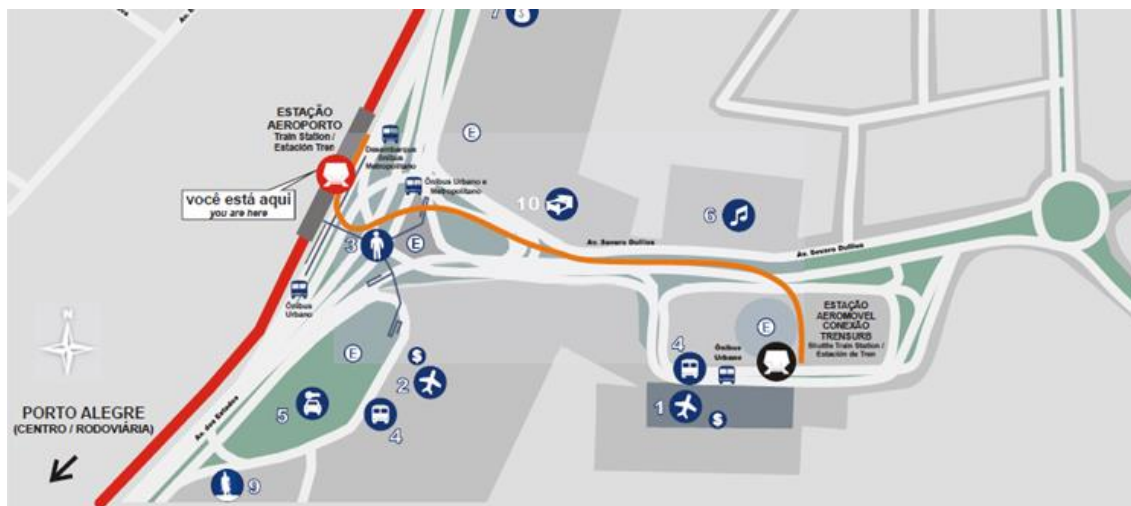 7
ESTAÇÃO
AEROPORTO
Train Station /
Estación Tren
você está aqui
you are here
Desembarque
ônibus
Metropolitano
Ônibus Urbano e
Metropolitano
E
10
6
3
E
Av. Severo Dullius
Av. Severo Dullius
Ônibus
Urbano
N
ESTAÇÃO
AEROMOVEL
CONEXÃO
TRENSURB
Shuttle Train Station /
Estación de Tren
E
E
4
Ônibus
Urbano
$
2
1
$
5
4
PORTO ALEGRE
(CENTRO / RODOVIÁRIA)
Av. dos Estados
9